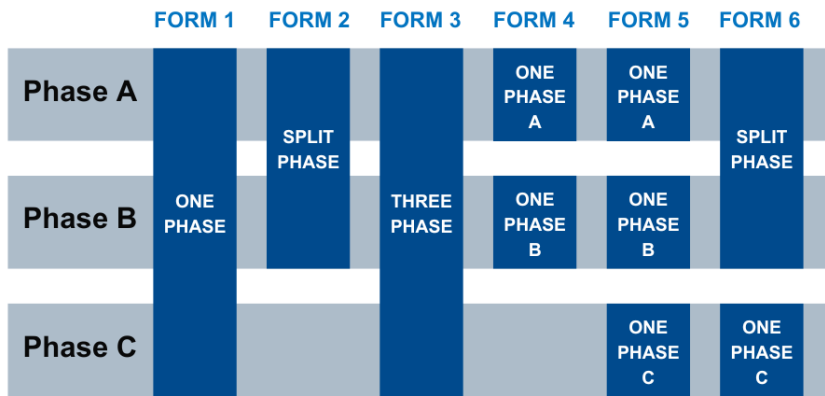 FORM 1 FORM 2 FORM 3 FORM 4 FORM 5 FORM 6
Phase A
Phase B
Phase C
ONE
PHASE
SPLIT
PHASE
THREE
PHASE
ONE
PHASE
A
ONE
PHASE
B
ONE
PHASE
A
ONE
PHASE
B
ONE
PHASE
C
SPLIT
PHASE
ONE
PHASE
C